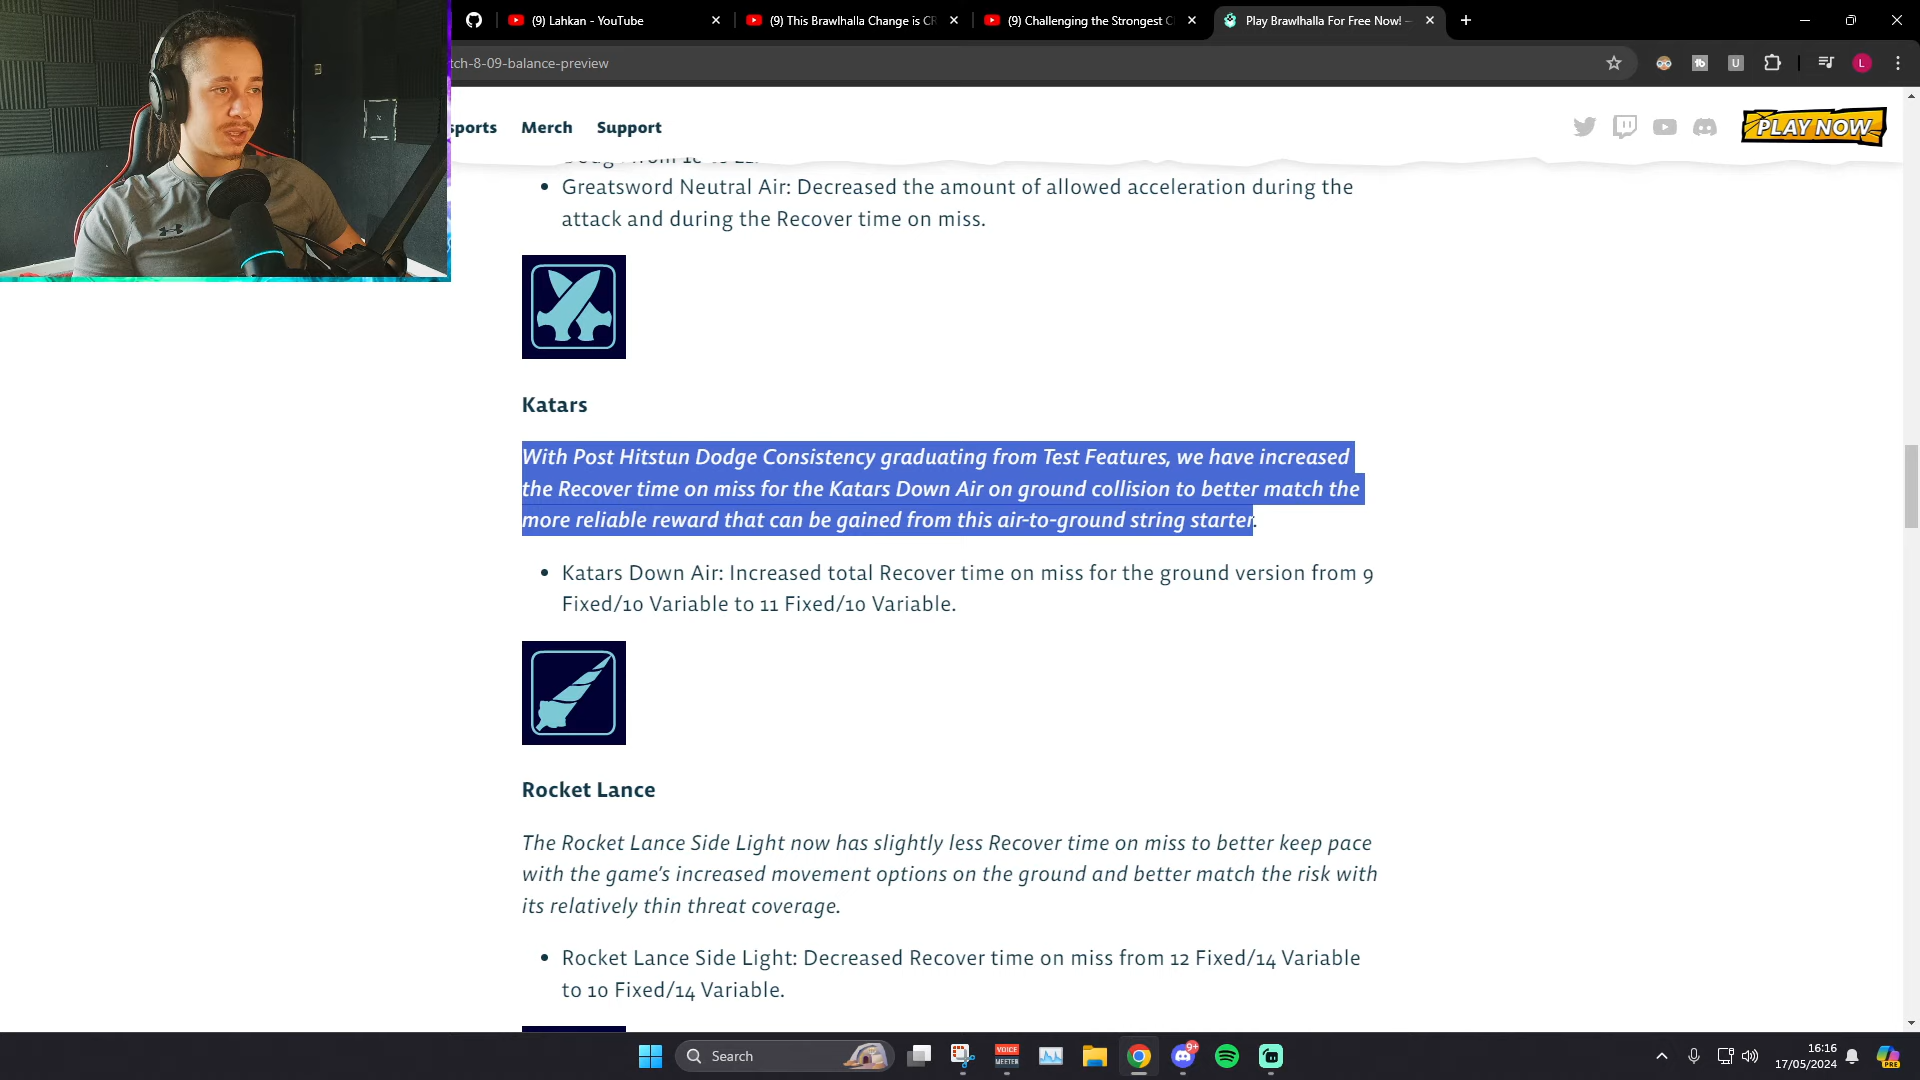 (9) Lahkan - YouTube
(9) This Brawlhalla Change is CR
(9) Challenging the Strongest C
Play Brawlhalla For Free Now! –
tch-8-09-balance-preview
L
U
sports
Merch
Support
PLAY NOW
Greatsword Neutral Air: Decreased the amount of allowed acceleration during the
attack and during the Recover time on miss.
Katars
With Post Hitstun Dodge Consistency graduating from Test Features, we have increased
the Recover time on miss for the Katars Down Air on ground collision to better match the
more reliable reward that can be gained from this air-to-ground string starter.
Katars Down Air: Increased total Recover time on miss for the ground version from 9
Fixed/10 Variable to 11 Fixed/10 Variable.
Rocket Lance
The Rocket Lance Side Light now has slightly less Recover time on miss to better keep pace
with the game's increased movement options on the ground and better match the risk with
its relatively thin threat coverage.
Rocket Lance Side Light: Decreased Recover time on miss from 12 Fixed/14 Variable
to 10 Fixed/14 Variable.
Search
VOICE
MEETER
9+
16:16
17/05/2024
PRE